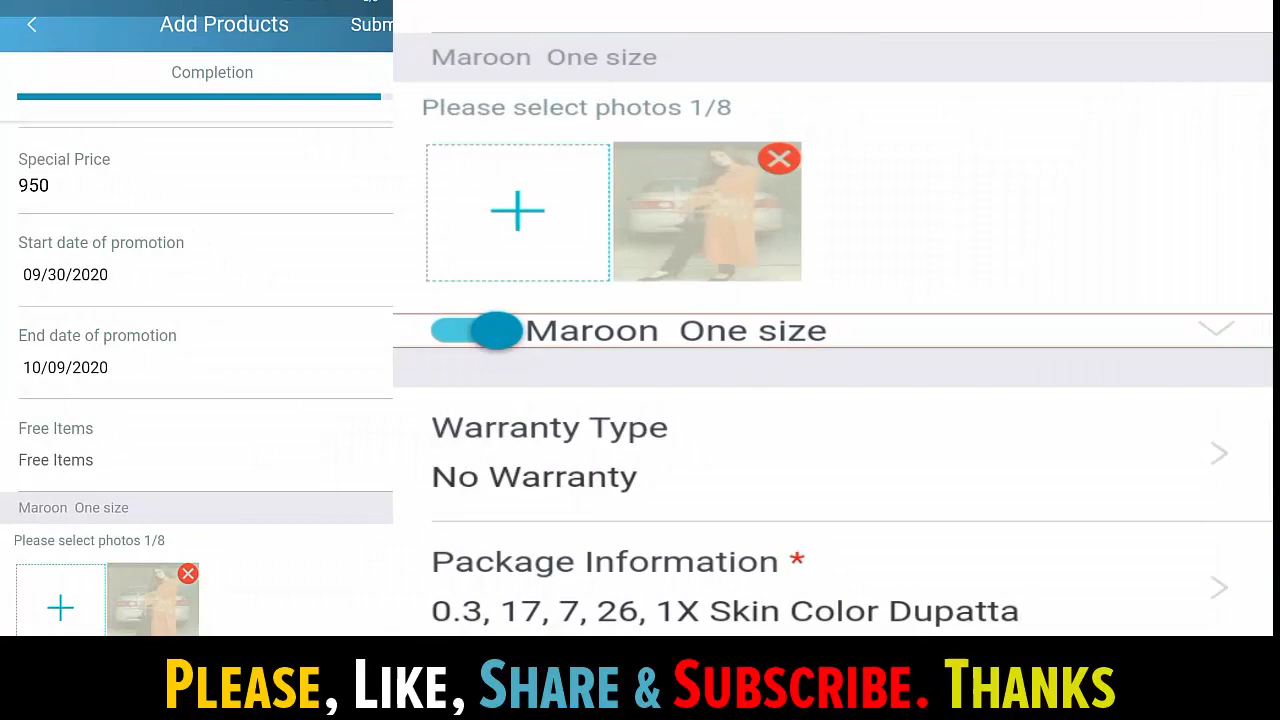 Add Products
Subm
Completion
Special Price
950
Start date of promotion
09/30/2020
End date of promotion
10/09/2020
Free Items
Free Items
Maroon One size
Please select photos 1/8
Maroon One size
Please select photos 1/8
Maroon One size
Warranty Type
No Warranty
Package Information *
0.3, 17, 7, 26, 1X Skin Color Dupatta
PLEASE, LIKE, SHARE & SUBSCRIBE. THANKS